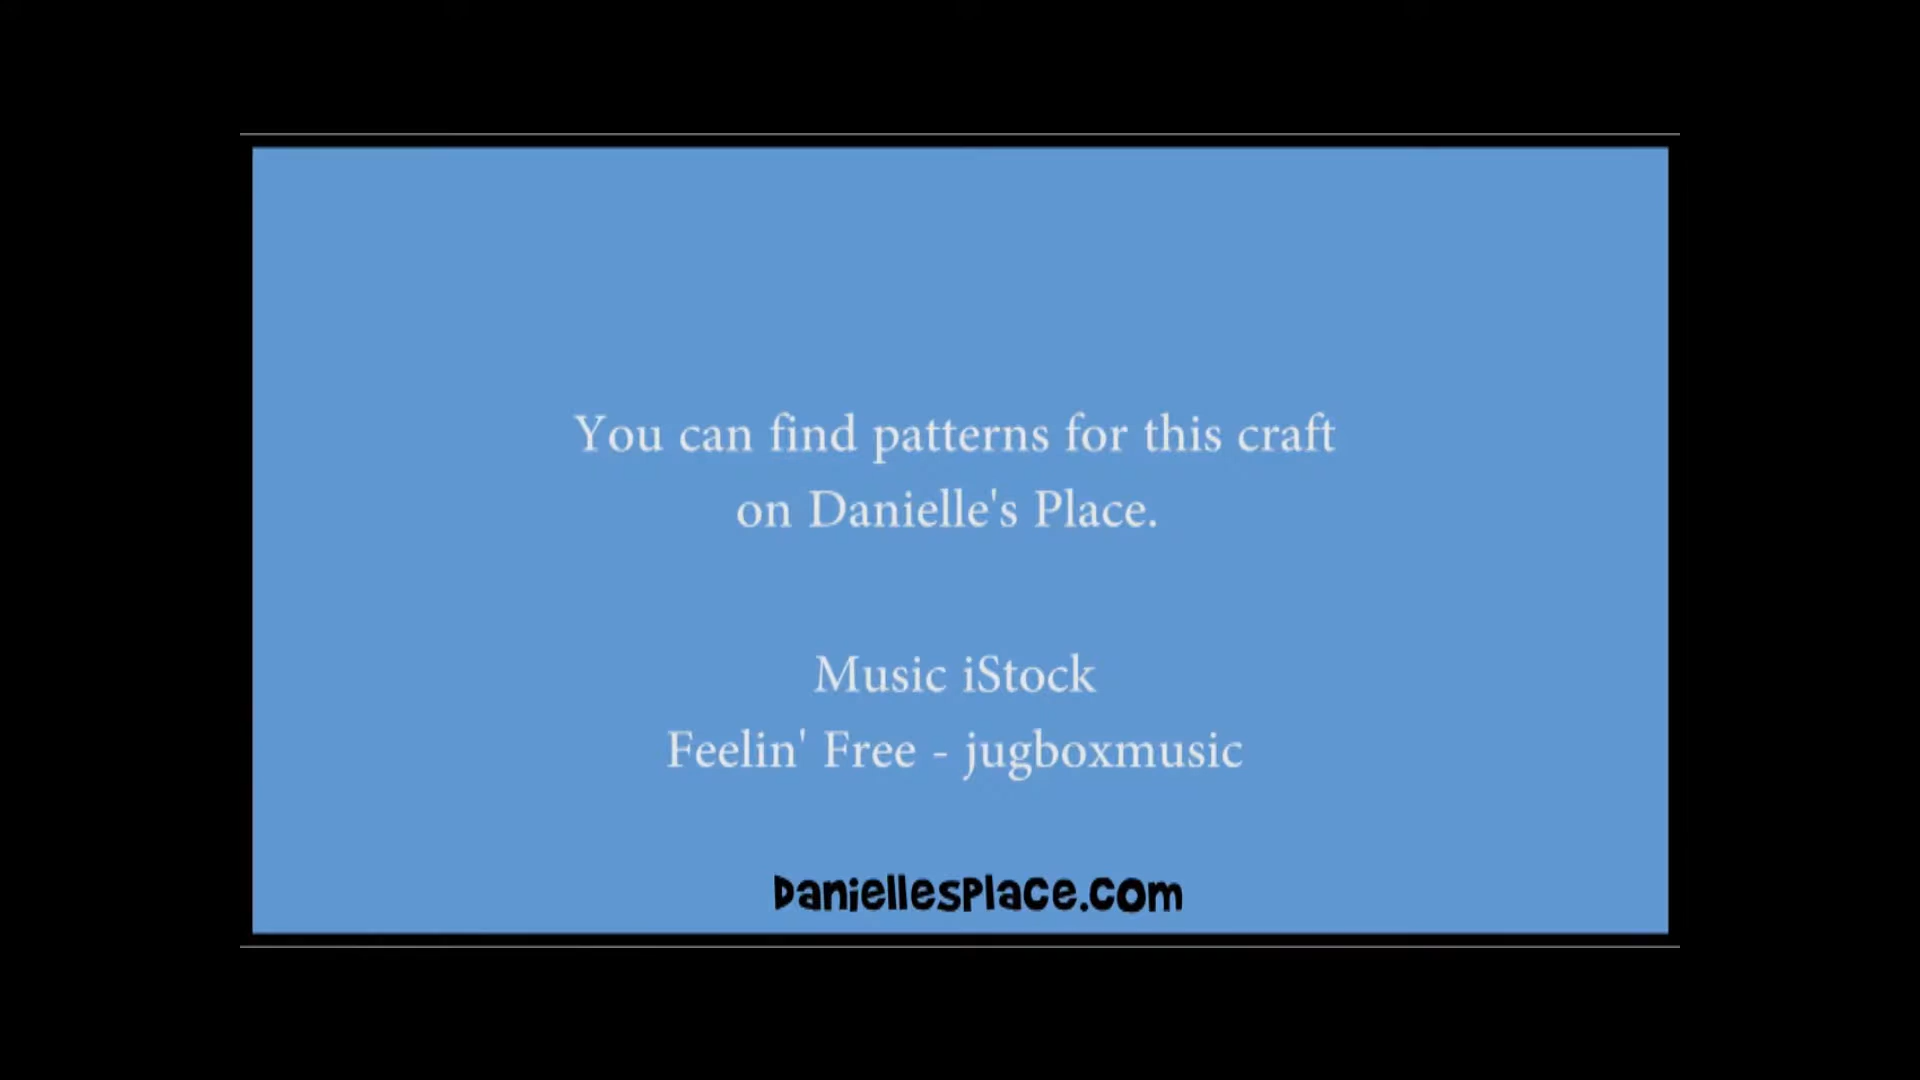 You can find patterns for this craft
on Danielle's Place.
Music iStock
Feelin' Free - jugboxmusic
DaniellesPlace.com